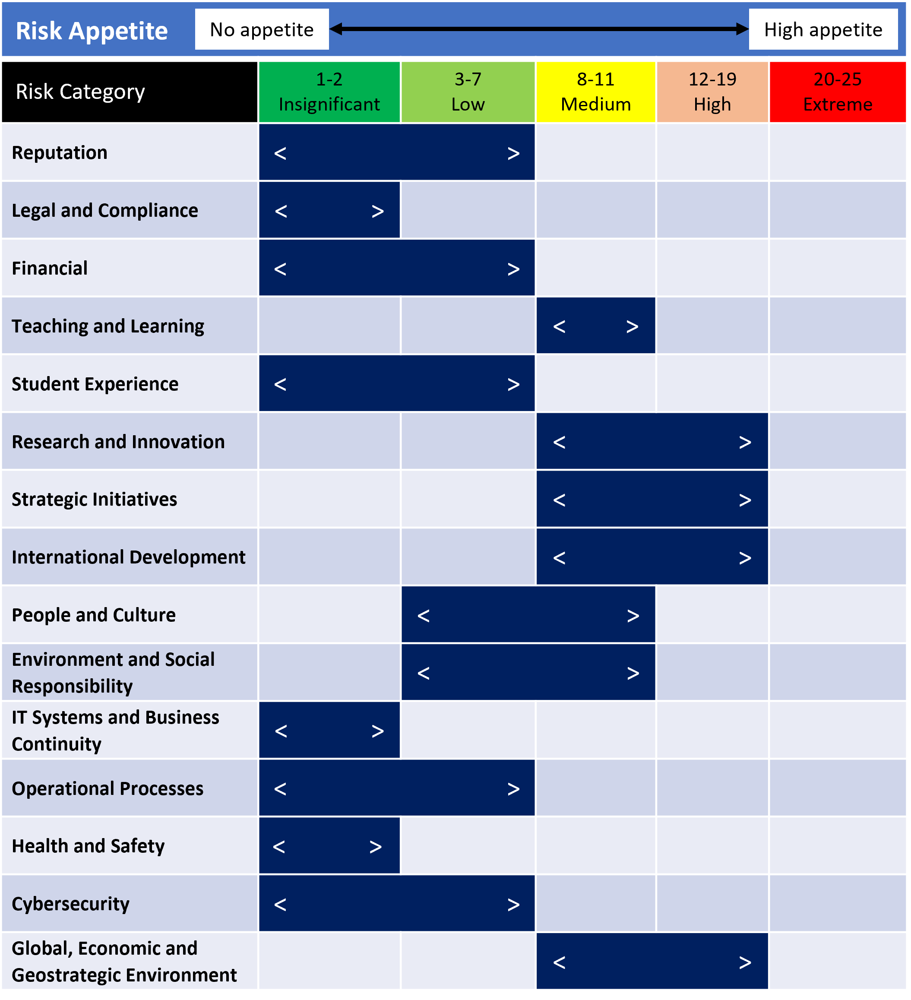 Risk Appetite No appetite High appetite
Risk Category 1-2 3-7 8-11 12-19 20-25
Insignificant Low Medium High Extreme
Reputation < >
Legal and Compliance < >
Financial < >
Teaching and Learning < >
Student Experience < >
Research and Innovation < >
Strategic Initiatives < >
International Development < >
People and Culture < >
Environment and Social
Responsibility < >
IT Systems and Business
Continuity < >
Operational Processes < >
Health and Safety < >
Cybersecurity < >
Global, Economic and
Geostrategic Environment < >